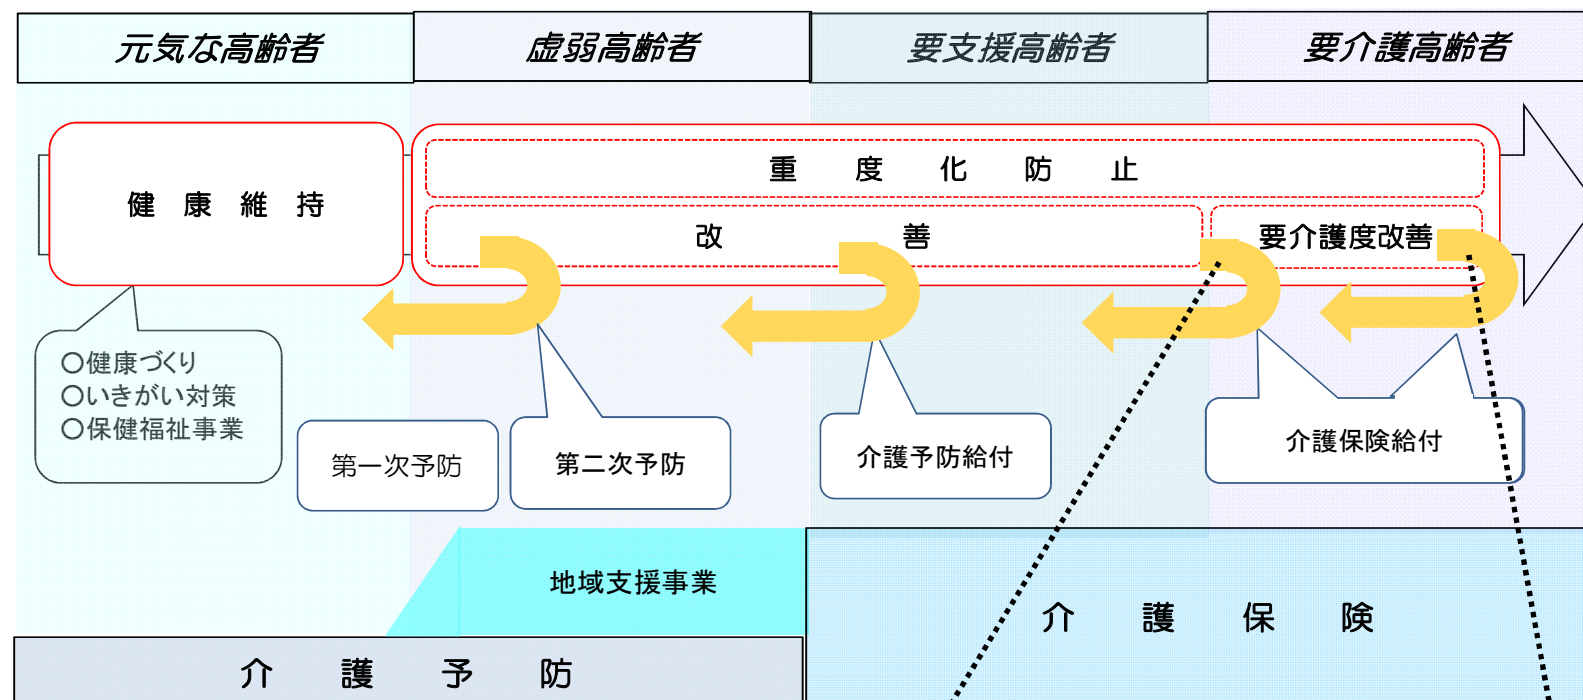 元気な高齢者
虚弱高齢者
要支援高齢者
要介護高齢者
重度化防止
健康維持
改善
要介護度改善
〇健康づくり
〇いきがい対策
〇保健福祉事業
第一次予防
第二次予防
介護予防給付
介護保険給付
地域支援事業
介護保険
介護予防